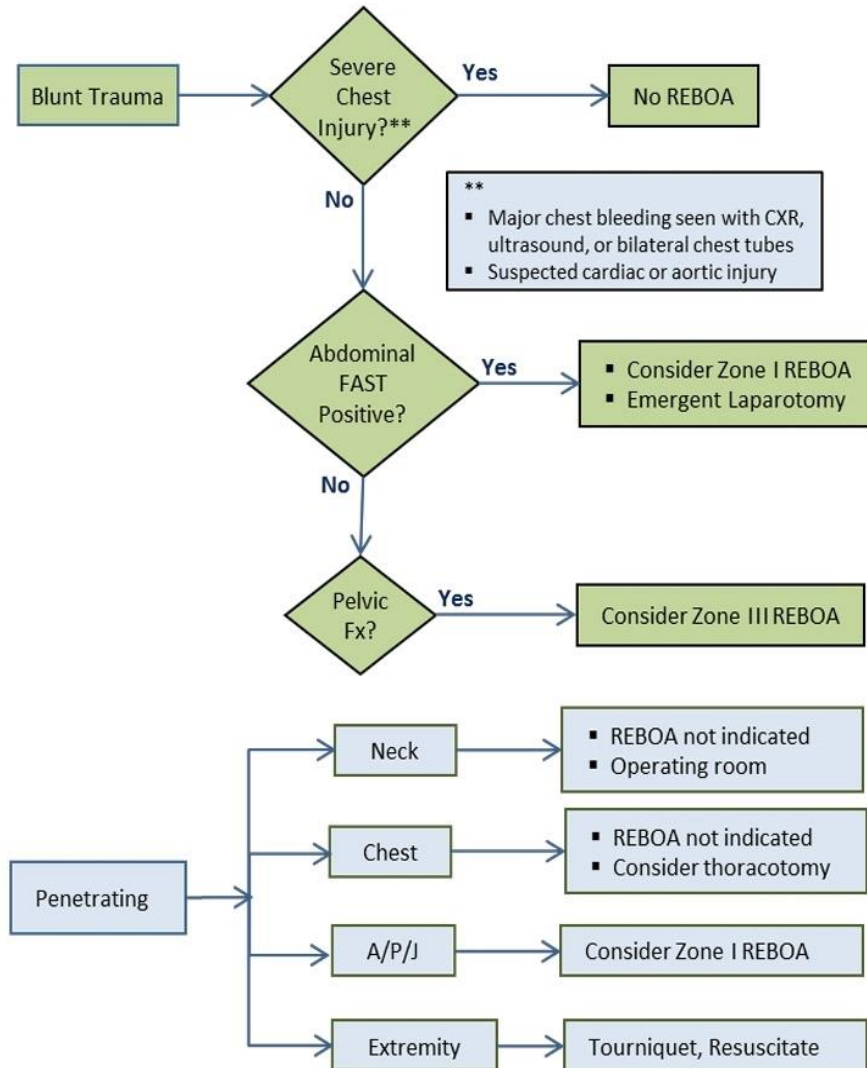 Blunt Trauma
Severe
Chest
Injury?**
Yes
No REBOA
No
**
▪ Major chest bleeding seen with CXR,
ultrasound, or bilateral chest tubes
▪ Suspected cardiac or aortic injury
Abdominal
FAST
Positive?
Yes
▪ Consider Zone I REBOA
▪ Emergent Laparotomy
No
Pelvic
Fx?
Yes
Consider Zone III REBOA
Penetrating
Neck
▪ REBOA not indicated
▪ Operating room
Chest
▪ REBOA not indicated
▪ Consider thoracotomy
A/P/J
Consider Zone I REBOA
Extremity
Tourniquet, Resuscitate